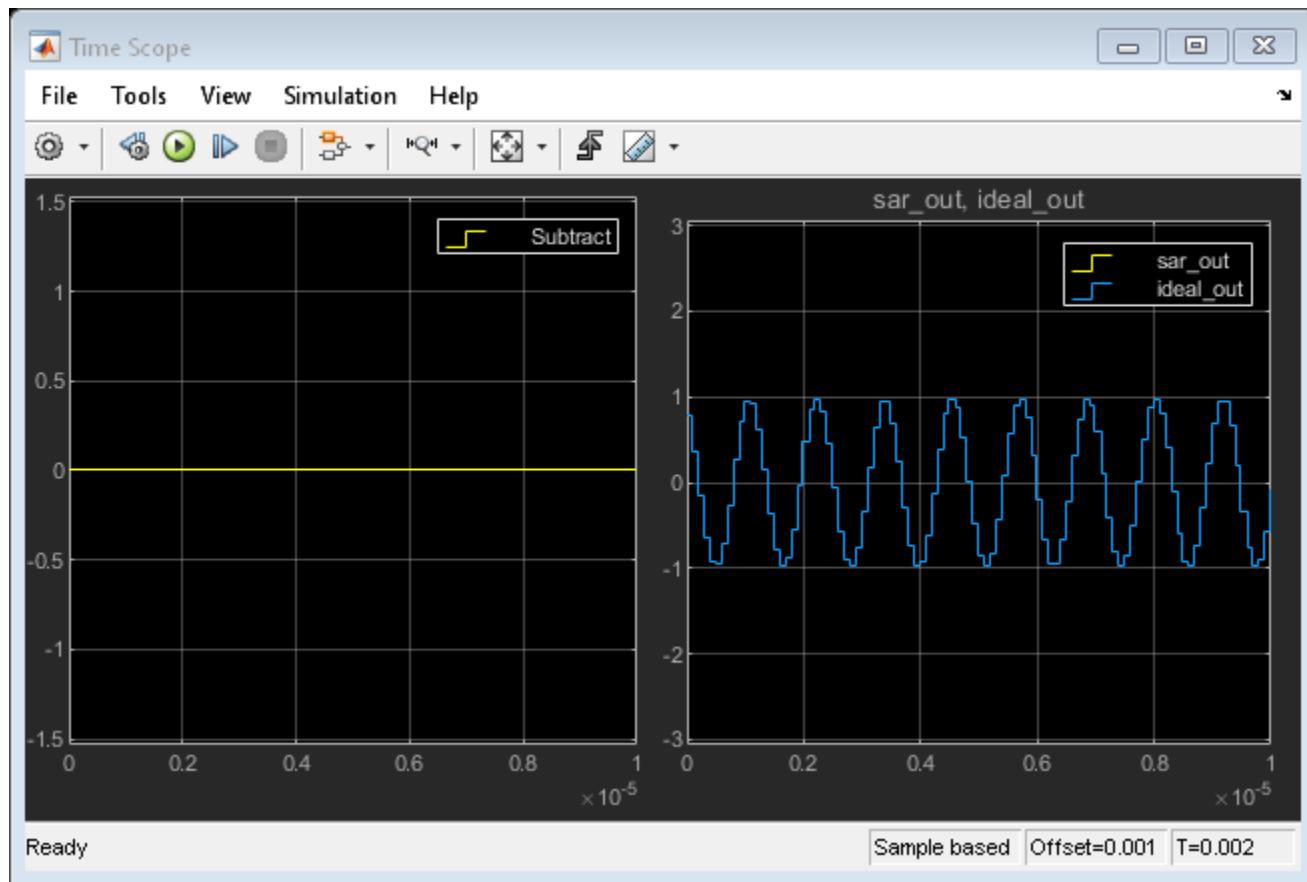 Time Scope
File Tools View Simulation Help
1.5
1
0.5
0
-0.5
-1
-1.5
0 0.2 0.4 0.6 0.8 1
×10-5
Subtract
sar_out, ideal_out
3
2
1
0
-1
-2
-3
0 0.2 0.4 0.6 0.8 1
×10-5
sar_out
ideal_out
Ready Sample based Offset=0.001 T=0.002